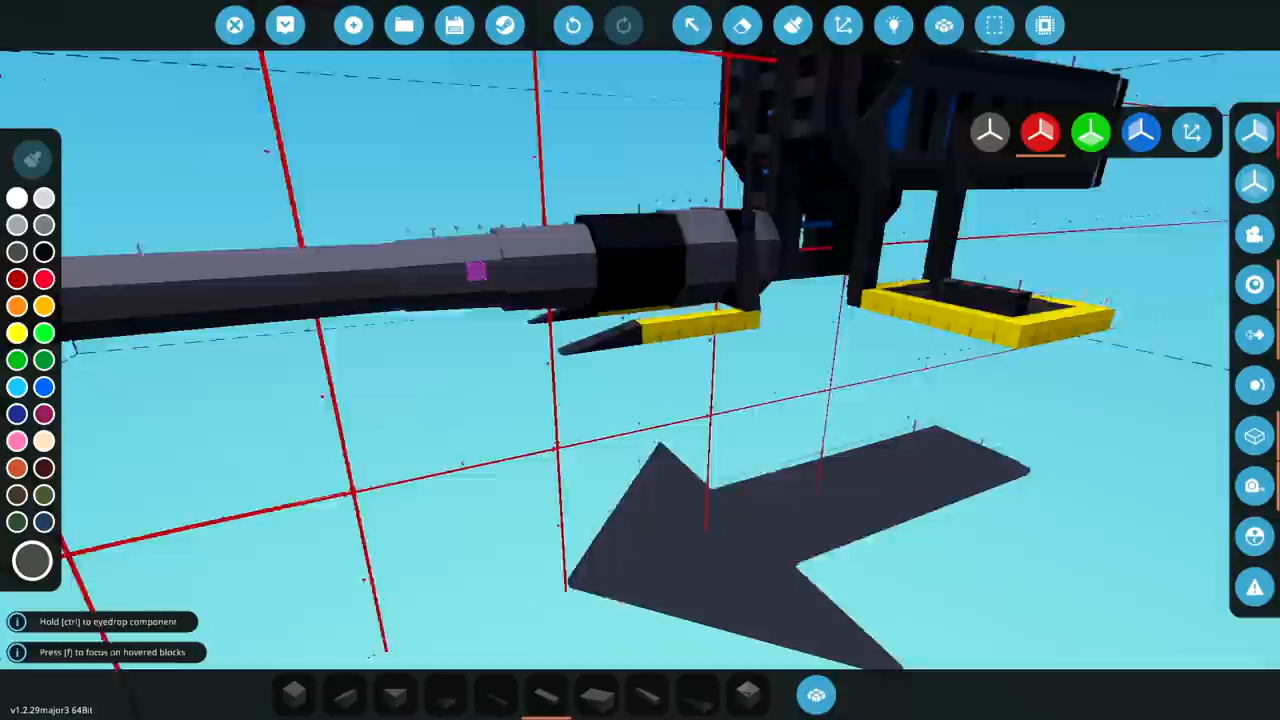 Hold [ctrl] to eyedrop component
Press [f] to focus on hovered blocks
v1.2.29major3 64Bit